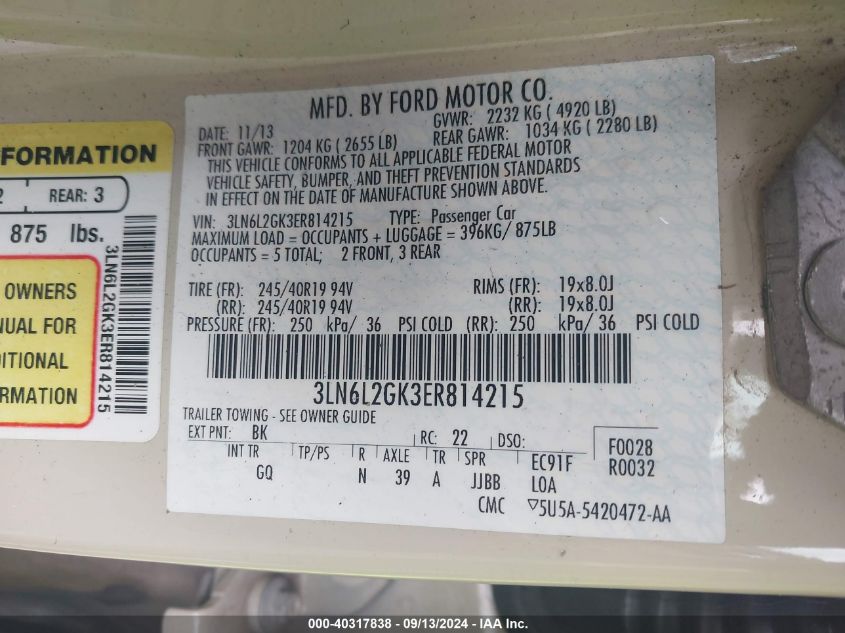 MFD. BY FORD MOTOR CO.
DATE: 11/13
GVWR: 2232 KG ( 4920 LB)
FRONT GAWR: 1204 KG ( 2655 LB)
REAR GAWR: 1034 KG ( 2280 LB)
THIS VEHICLE CONFORMS TO ALL APPLICABLE FEDERAL MOTOR
VEHICLE SAFETY, BUMPER, AND THEFT PREVENTION STANDARDS
IN EFFECT ON THE DATE OF MANUFACTURE SHOWN ABOVE.
VIN: 3LN6L2GK3ER814215 TYPE: Passenger Car
MAXIMUM LOAD = OCCUPANTS + LUGGAGE = 396KG/ 875LB
OCCUPANTS = 5 TOTAL; 2 FRONT, 3 REAR
TIRE (FR): 245/40R19 94V RIMS (FR): 19x8.0J
(RR): 245/40R19 94V (RR): 19x8.0J
PRESSURE (FR): 250 kPa/ 36 PSI COLD (RR): 250 kPa/ 36 PSI COLD
3LN6L2GK3ER814215
TRAILER TOWING - SEE OWNER GUIDE
EXT PNT: BK RC: 22 DSO:
F0028
R0032
INT TR TP/PS R AXLE TR SPR EC91F
GQ N 39 A JJBB LOA
CMC ▽5U5A-5420472-AA
FORMATION
2 REAR: 3
875 lbs.
OWNERS
NUAL FOR
DITIONAL
RMATION
3LN6L2GK3ER814215
000-40317838 - 09/13/2024 - IAA Inc.